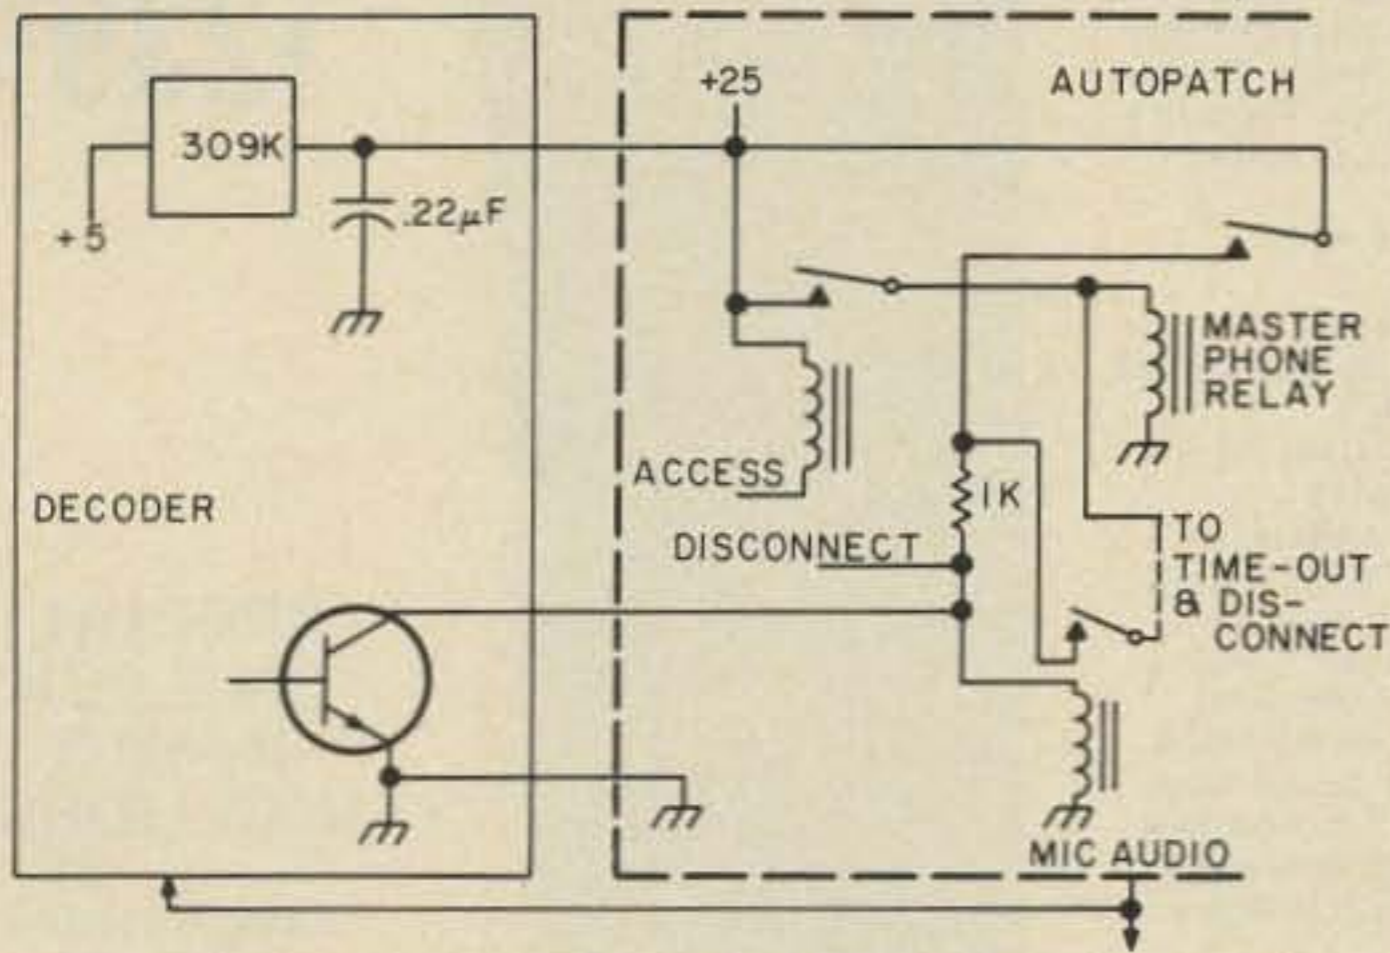 +25
AUTOPATCH
309K
.22µF
+5
MASTER
PHONE
RELAY
ACCESS
1K
DECODER
DISCONNECT
TO
TIME-OUT
& DIS-
CONNECT
MIC AUDIO